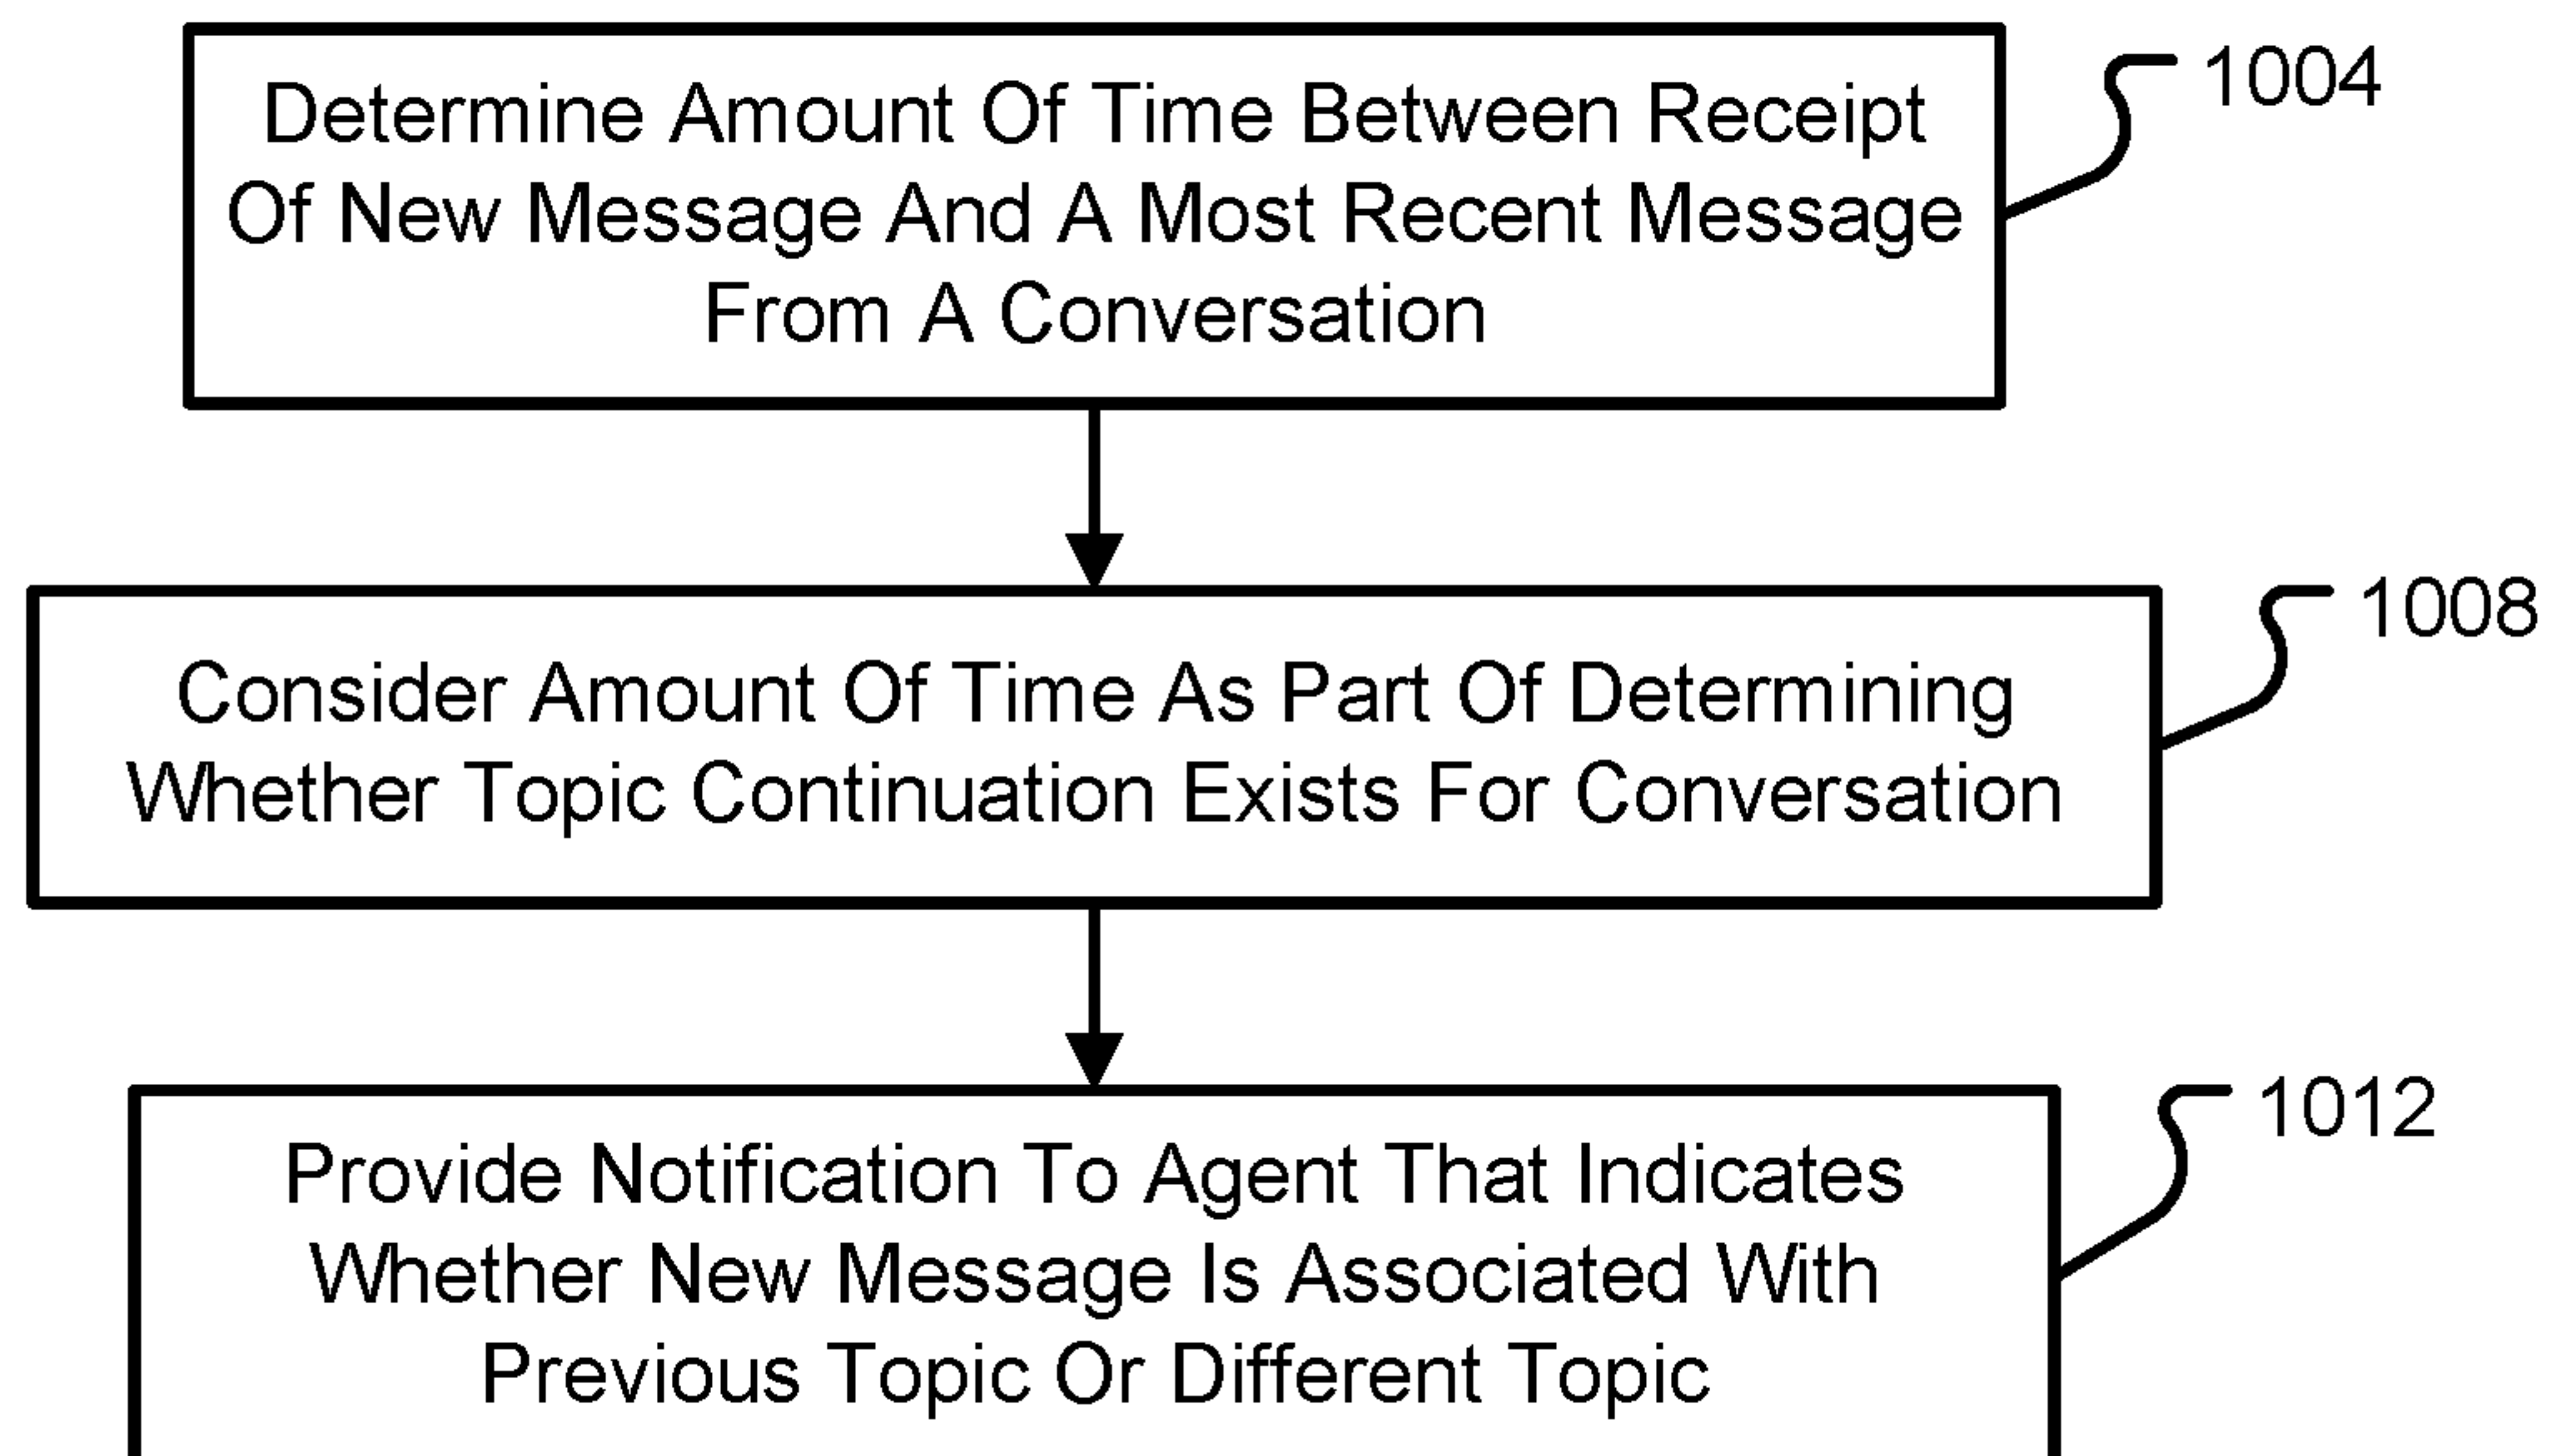 Determine Amount Of Time Between Receipt
Of New Message And A Most Recent Message
From A Conversation
1004
Consider Amount Of Time As Part Of Determining
Whether Topic Continuation Exists For Conversation
1008
Provide Notification To Agent That Indicates
Whether New Message Is Associated With
Previous Topic Or Different Topic
1012